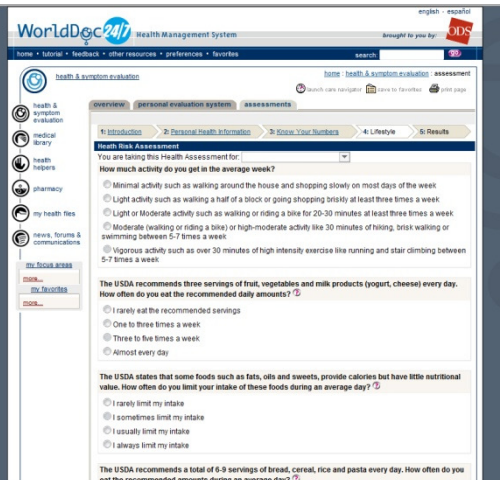 english - español
WorldDoc 24/7 Health Management System
brought to you by: ODS
home • tutorial • feedback • other resources • preferences • favorites
search: go
health & symptom evaluation
home : health & symptom evaluation : assessment
launch care navigator save to favorites print page
health &
symptom
evaluation
medical
library
health
helpers
pharmacy
my health files
news, forums &
communications
my focus areas
more...
my favorites
more...
overview personal evaluation system assessments
1: Introduction 2: Personal Health Information 3: Know Your Numbers 4: Lifestyle 5: Results
Health Risk Assessment
You are taking this Health Assessment for:
How much activity do you get in the average week?
Minimal activity such as walking around the house and shopping slowly on most days of the week
Light activity such as walking a half of a block or going shopping briskly at least three times a week
Light or Moderate activity such as walking or riding a bike for 20-30 minutes at least three times a week
Moderate (walking or riding a bike) or high-moderate activity like 30 minutes of hiking, brisk walking or
swimming between 5-7 times a week
Vigorous activity such as over 30 minutes of high intensity exercise like running and stair climbing between
5-7 times a week
The USDA recommends three servings of fruit, vegetables and milk products (yogurt, cheese) every day.
How often do you eat the recommended daily amounts?
I rarely eat the recommended servings
One to three times a week
Three to five times a week
Almost every day
The USDA states that some foods such as fats, oils and sweets, provide calories but have little nutritional
value. How often do you limit your intake of these foods during an average day?
I rarely limit my intake
I sometimes limit my intake
I usually limit my intake
I always limit my intake
The USDA recommends a total of 6-9 servings of bread, cereal, rice and pasta every day. How often do you
eat the recommended amounts during an average day?